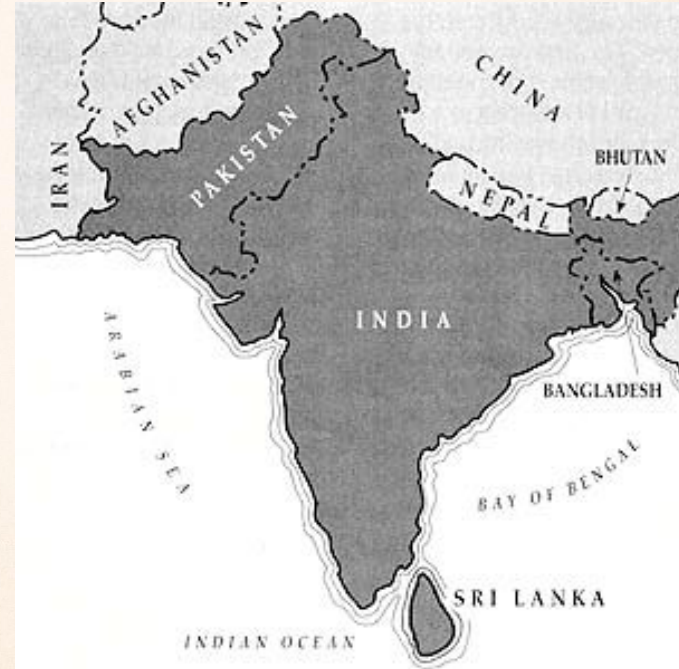 AFGHANISTAN
CHINA
IRAN
PAKISTAN
BHUTAN
NEPAL
INDIA
ARABIAN SEA
BANGLADESH
BAY OF BENGAL
SRI LANKA
INDIAN OCEAN